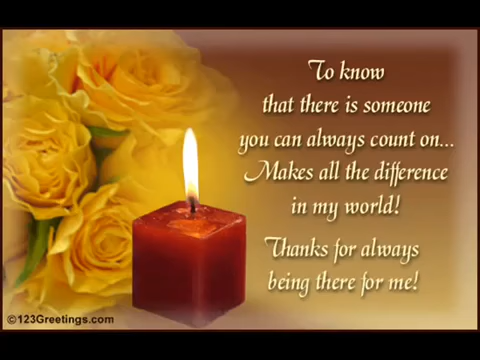 To know
that there is someone
you can always count on...
Makes all the difference
in my world!
Thanks for always
being there for me!
©123Greetings.com